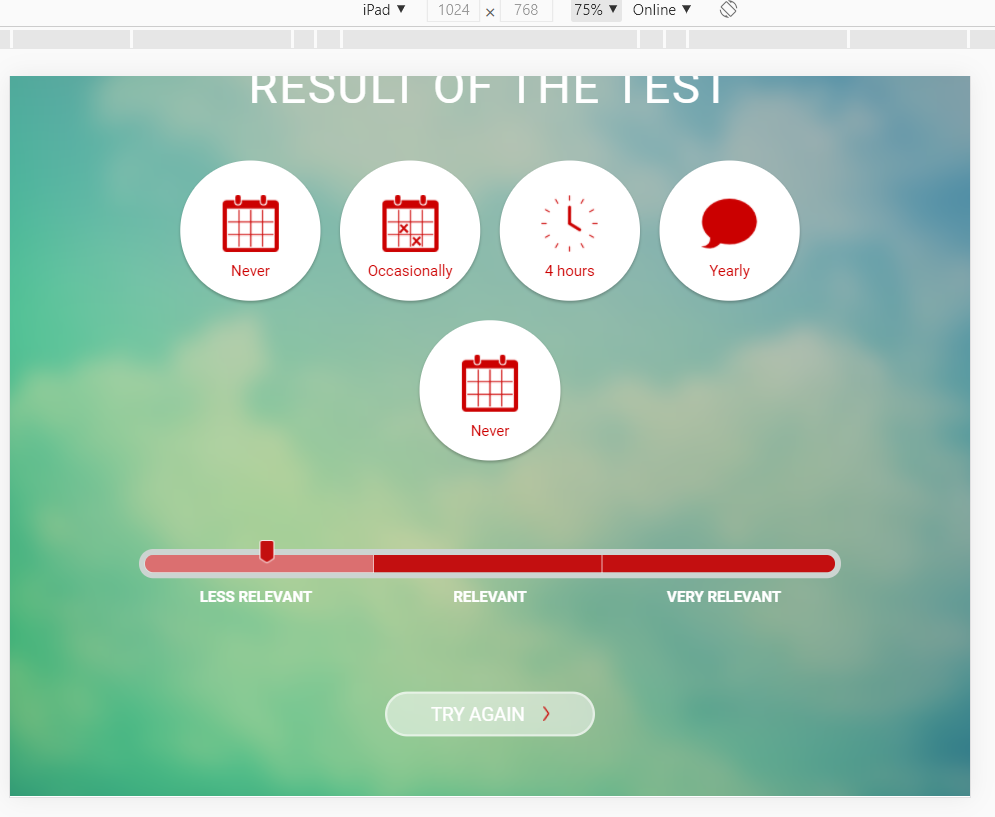 iPad ▼ 1024 × 768 75% ▼ Online ▼
RESULT OF THE TEST
Never
Occasionally
4 hours
Yearly
Never
LESS RELEVANT
RELEVANT
VERY RELEVANT
TRY AGAIN